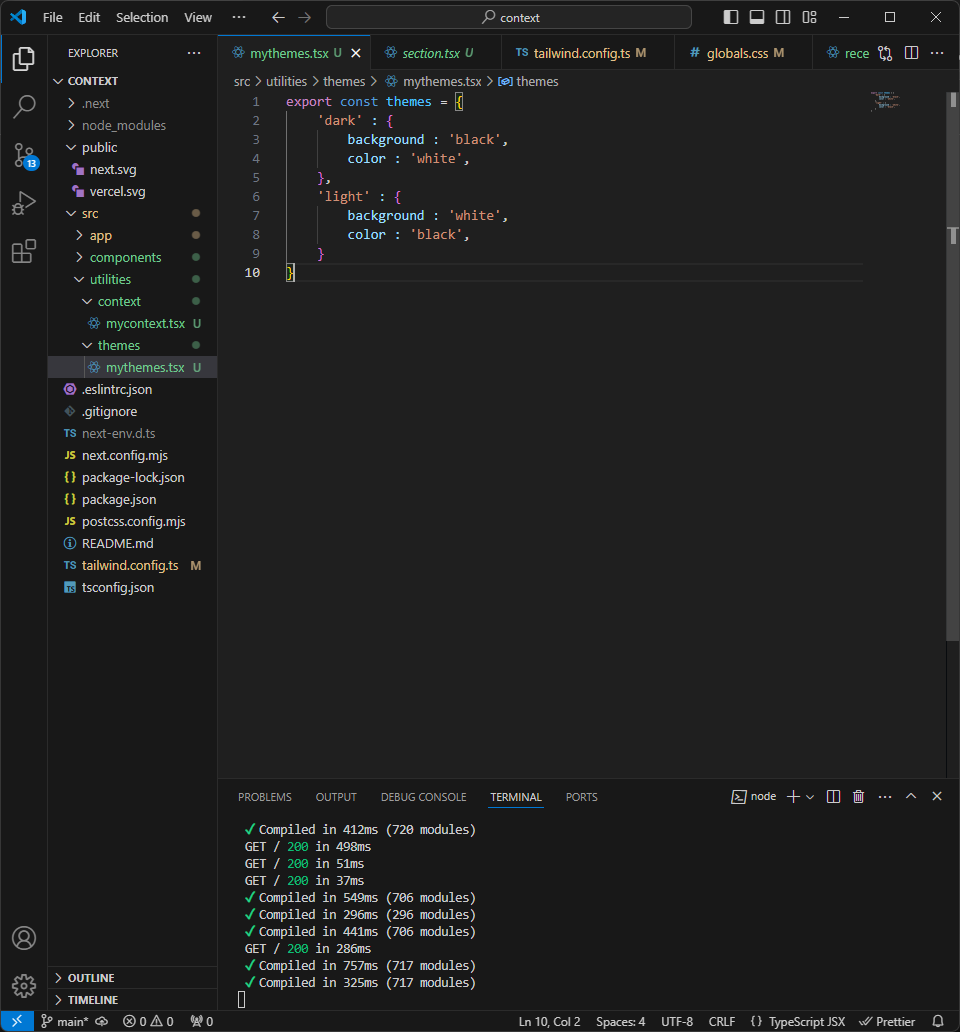 File Edit Selection View ··· context
EXPLORER ···
CONTEXT
.next
node_modules
public
next.svg
vercel.svg
src
app
components
utilities
context
mycontext.tsx U
themes
mythemes.tsx U
.eslintrc.json
.gitignore
TS next-env.d.ts
JS next.config.mjs
{} package-lock.json
{} package.json
JS postcss.config.mjs
README.md
TS tailwind.config.ts M
TS tsconfig.json
OUTLINE
TIMELINE
13
mythemes.tsx U section.tsx U TS tailwind.config.ts M # globals.css M rece ···
src > utilities > themes > mythemes.tsx > themes
1 export const themes = {
2 'dark' : {
3 background : 'black',
4 color : 'white',
5 },
6 'light' : {
7 background : 'white',
8 color : 'black',
9 }
10 }
PROBLEMS OUTPUT DEBUG CONSOLE TERMINAL PORTS node ···
✓ Compiled in 412ms (720 modules)
GET / 200 in 498ms
GET / 200 in 51ms
GET / 200 in 37ms
✓ Compiled in 549ms (706 modules)
✓ Compiled in 296ms (296 modules)
✓ Compiled in 441ms (706 modules)
GET / 200 in 286ms
✓ Compiled in 757ms (717 modules)
✓ Compiled in 325ms (717 modules)
main* 0 0 0 Ln 10, Col 2 Spaces: 4 UTF-8 CRLF {} TypeScript JSX Prettier